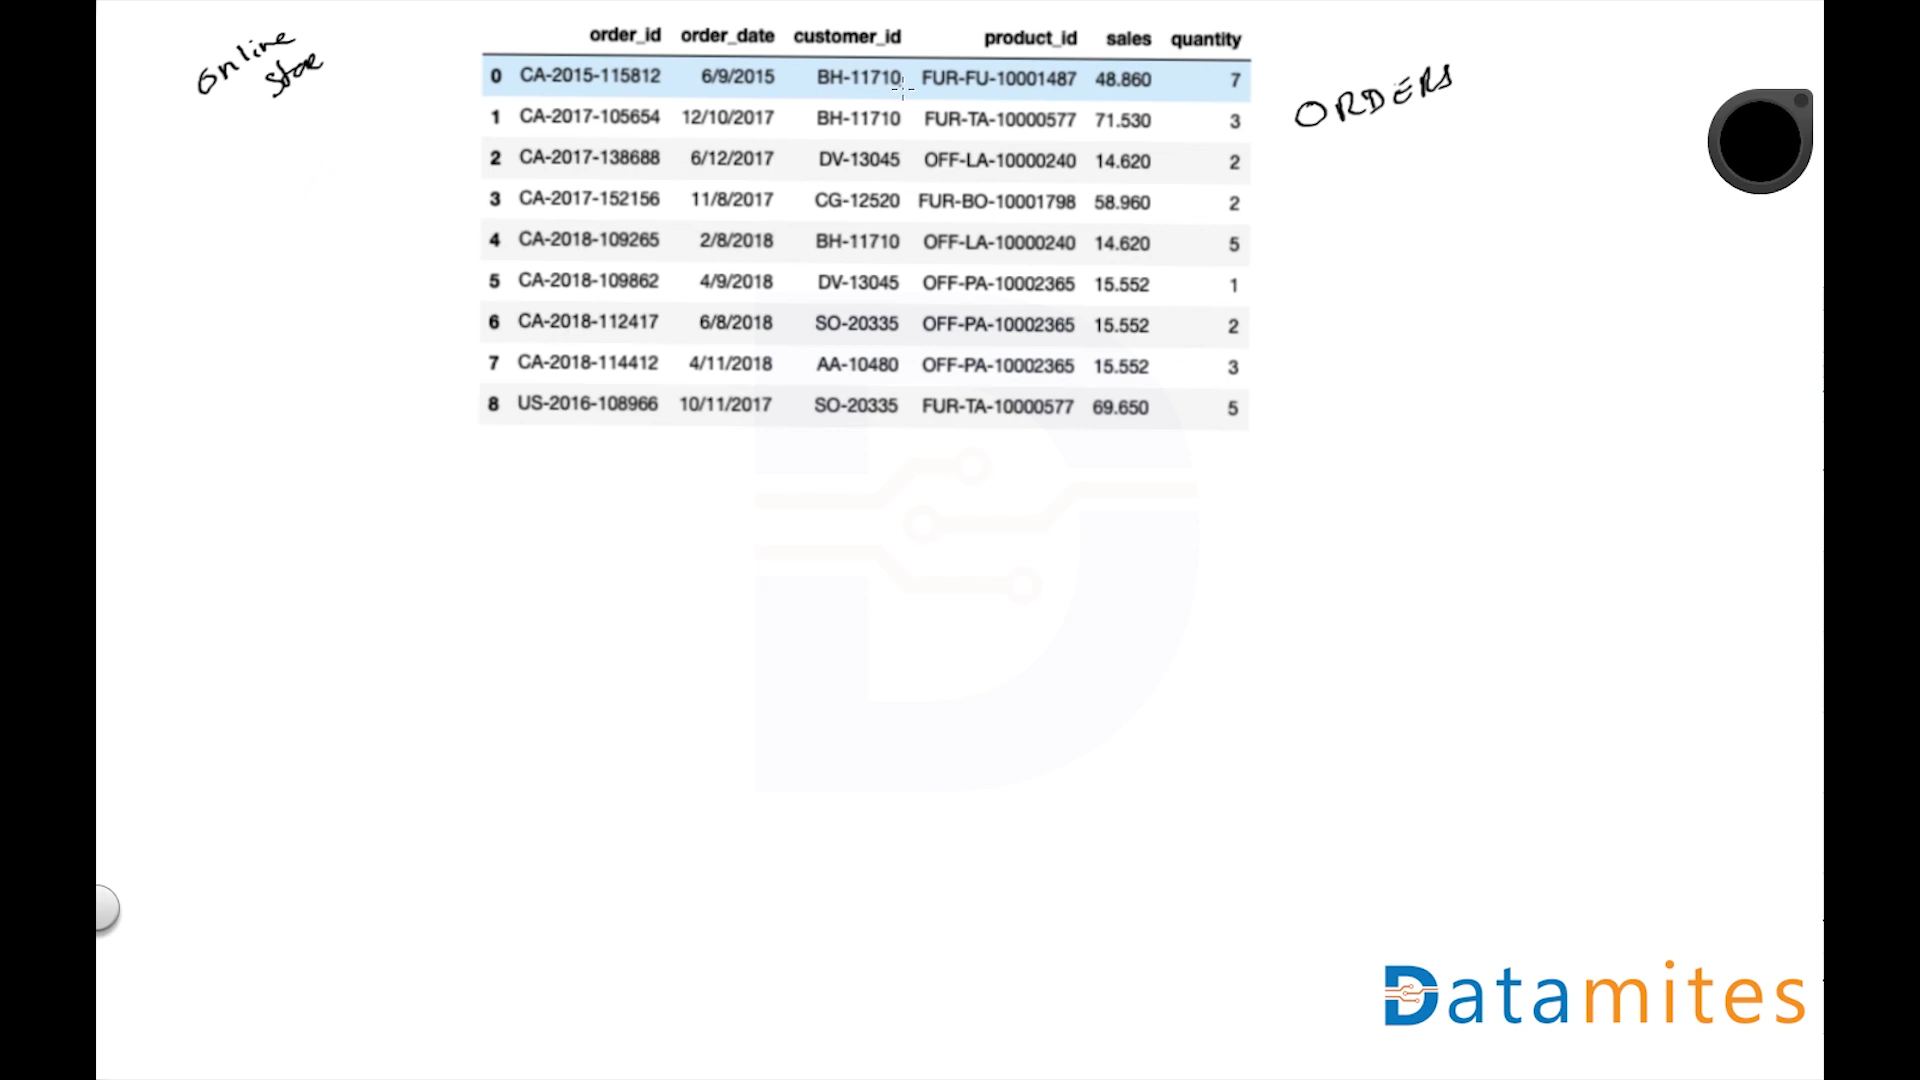 online
store
order_id order_date customer_id product_id sales quantity
0 CA-2015-115812 6/9/2015 BH-11710 FUR-FU-10001487 48.860 7
1 CA-2017-105654 12/10/2017 BH-11710 FUR-TA-10000577 71.530 3
2 CA-2017-138688 6/12/2017 DV-13045 OFF-LA-10000240 14.620 2
3 CA-2017-152156 11/8/2017 CG-12520 FUR-BO-10001798 58.960 2
4 CA-2018-109265 2/8/2018 BH-11710 OFF-LA-10000240 14.620 5
5 CA-2018-109862 4/9/2018 DV-13045 OFF-PA-10002365 15.552 1
6 CA-2018-112417 6/8/2018 SO-20335 OFF-PA-10002365 15.552 2
7 CA-2018-114412 4/11/2018 AA-10480 OFF-PA-10002365 15.552 3
8 US-2016-108966 10/11/2017 SO-20335 FUR-TA-10000577 69.650 5
ORDERS
Datamites